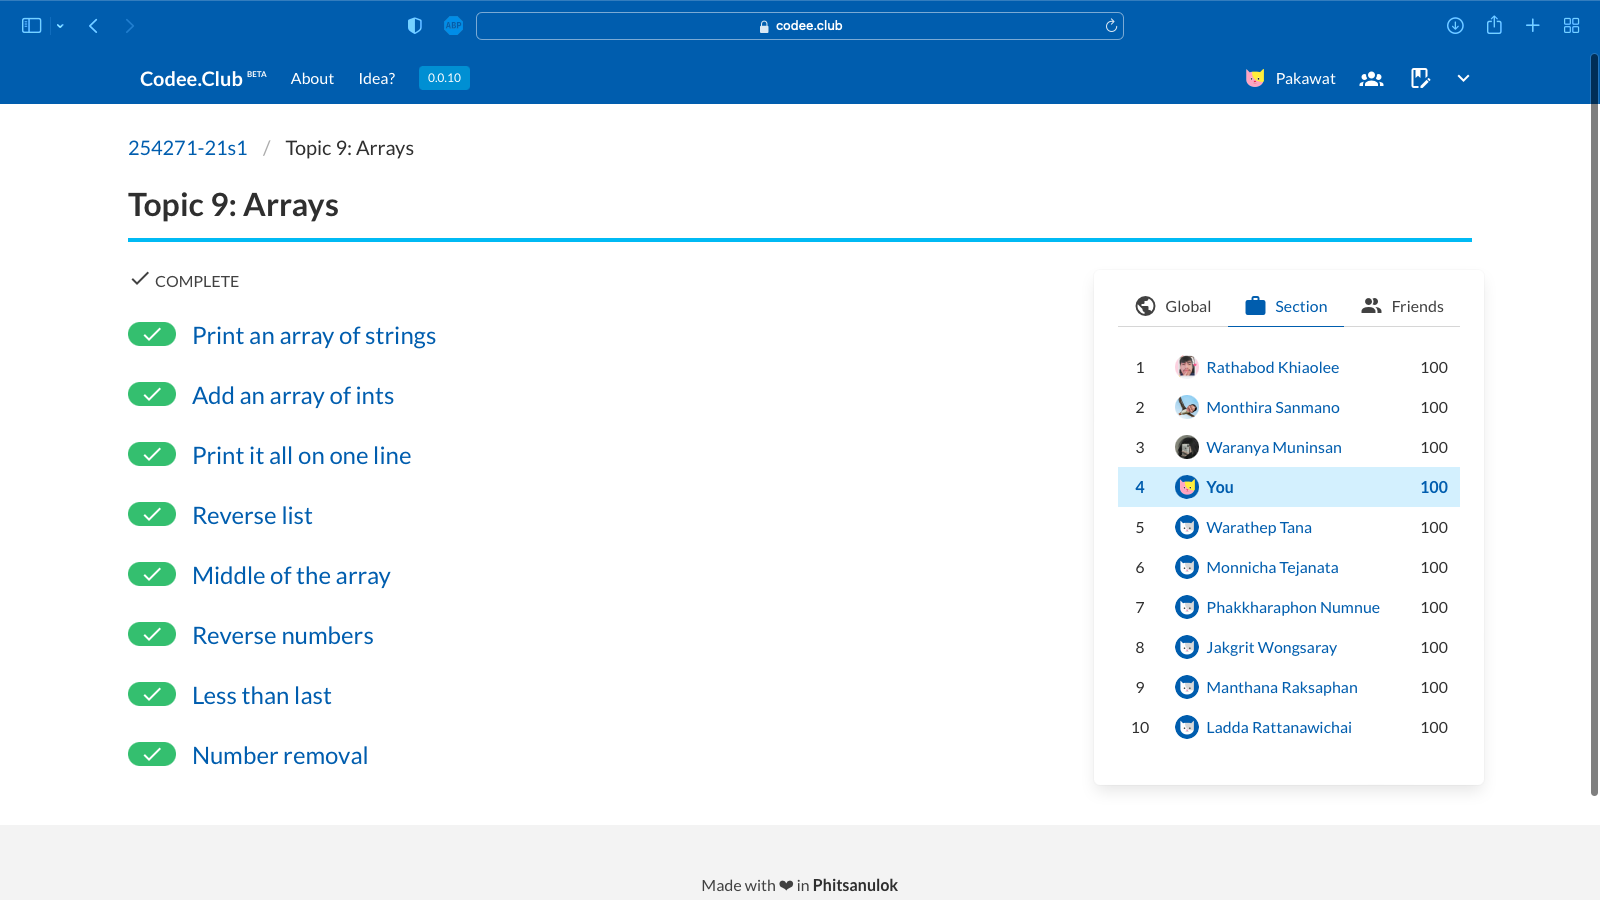 codee.club
Codee.Club BETA About Idea? 0.0.10 Pakawat
254271-21s1 / Topic 9: Arrays
Topic 9: Arrays
COMPLETE
Print an array of strings
Add an array of ints
Print it all on one line
Reverse list
Middle of the array
Reverse numbers
Less than last
Number removal
Global Section Friends
1 Rathabod Khiaolee 100
2 Monthira Sanmano 100
3 Waranya Muninsan 100
4 You 100
5 Warathep Tana 100
6 Monnicha Tejanata 100
7 Phakkharaphon Numnue 100
8 Jakgrit Wongsaray 100
9 Manthana Raksaphan 100
10 Ladda Rattanawichai 100
Made with ❤ in Phitsanulok